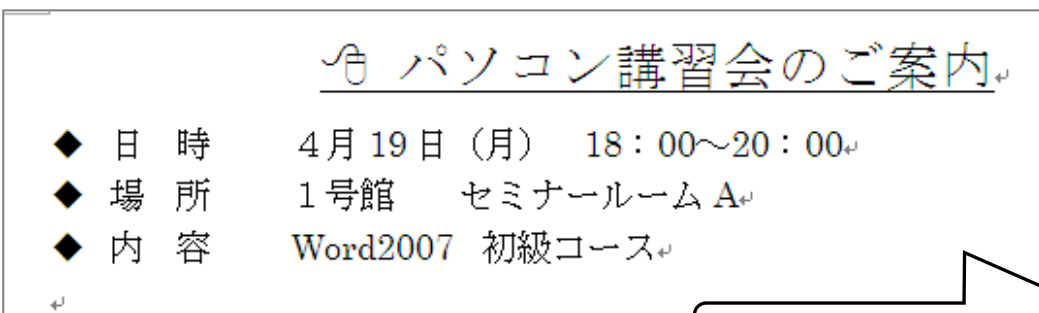 🖰 パソコン講習会のご案内
◆ 日 時 4月19日（月） 18：00～20：00
◆ 場 所 1号館 セミナールームA
◆ 内 容 Word2007 初級コース